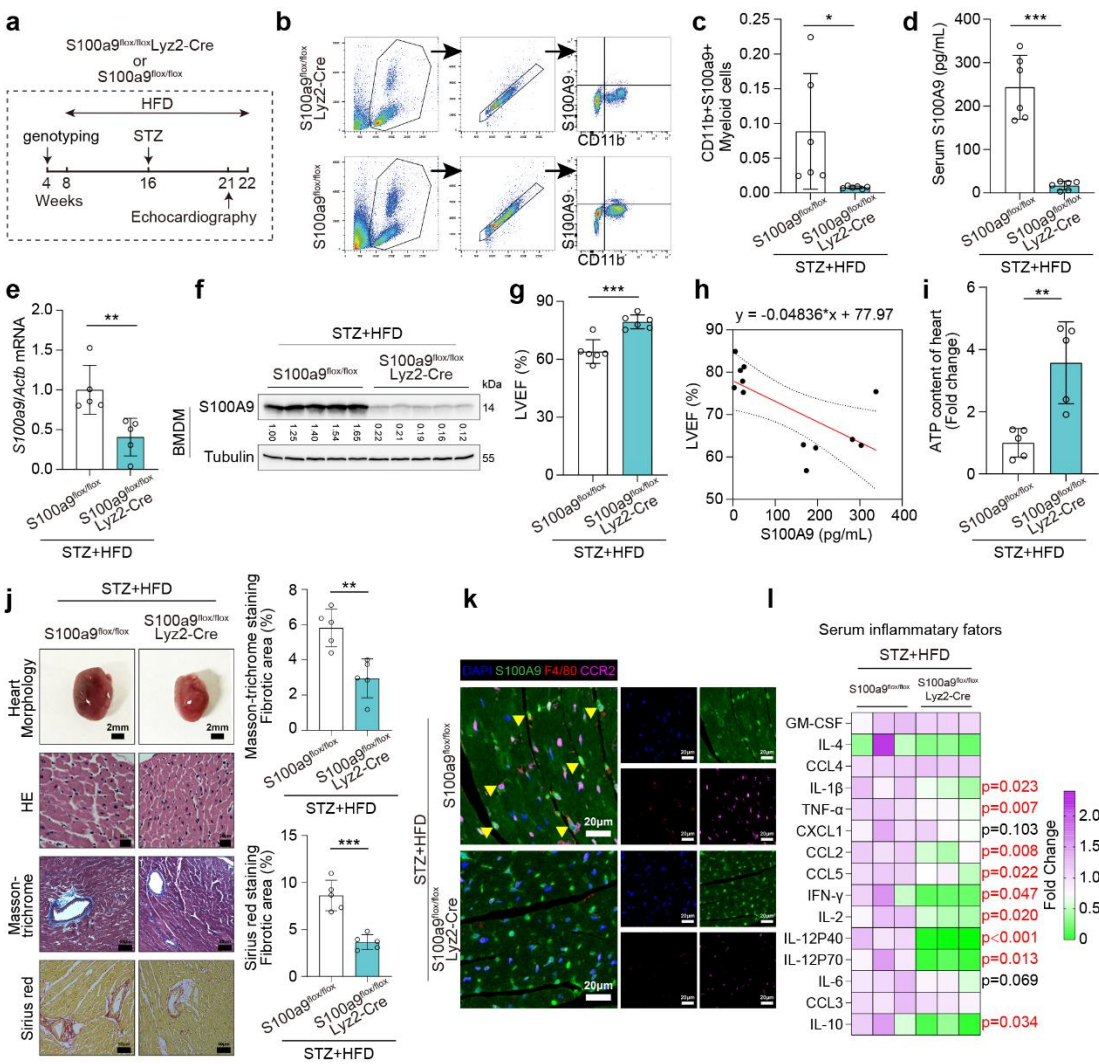 a
S100a9flox/floxLyz2-Cre
or
S100a9flox/flox
HFD
genotyping
STZ
4 8 16 21 22
Weeks
Echocardiography
b
S100a9flox/flox
Lyz2-Cre
S100A9
CD11b
S100a9flox/flox
S100A9
CD11b
c
*
CD11b+S100a9+
Myeloid cells
0.25
0.20
0.15
0.10
0.05
0.00
S100a9flox/flox
S100a9flox/flox
Lyz2-Cre
STZ+HFD
d
***
Serum S100A9 (pg/mL)
400
300
200
100
0
S100a9flox/flox
S100a9flox/flox
Lyz2-Cre
STZ+HFD
e
**
S100a9/Actb mRNA
2.0
1.5
1.0
0.5
0.0
S100a9flox/flox
S100a9flox/flox
Lyz2-Cre
STZ+HFD
f
STZ+HFD
S100a9flox/flox
S100a9flox/flox
Lyz2-Cre
kDa
BMDM
S100A9
14
1.00 1.25 1.40 1.54 1.65 0.22 0.21 0.19 0.16 0.12
Tubulin
55
g
***
LVEF (%)
90
60
30
0
S100a9flox/flox
S100a9flox/flox
Lyz2-Cre
STZ+HFD
h
y = -0.04836*x + 77.97
LVEF (%)
90
80
70
60
50
0 100 200 300 400
S100A9 (pg/mL)
i
**
ATP content of heart
(Fold change)
6
4
2
0
S100a9flox/flox
S100a9flox/flox
Lyz2-Cre
STZ+HFD
j
STZ+HFD
S100a9flox/flox
S100a9flox/flox
Lyz2-Cre
Heart
Morphology
2mm
2mm
HE
Masson-
trichrome
Sirius red
**
Masson-trichrome staining
Fibrotic area (%)
8
6
4
2
0
S100a9flox/flox
S100a9flox/flox
Lyz2-Cre
STZ+HFD
***
Sirius red staining
Fibrotic area (%)
15
10
5
0
S100a9flox/flox
S100a9flox/flox
Lyz2-Cre
STZ+HFD
k
DAPI S100A9 F4/80 CCR2
STZ+HFD
S100a9flox/flox
20μm
20μm
20μm
20μm
20μm
S100a9flox/flox
Lyz2-Cre
20μm
20μm
20μm
20μm
20μm
l
Serum inflammatary fators
STZ+HFD
S100a9flox/flox
S100a9flox/flox
Lyz2-Cre
GM-CSF
IL-4
CCL4
IL-1β p=0.023
TNF-α p=0.007
CXCL1 p=0.103
CCL2 p=0.008
CCL5 p=0.022
IFN-γ p=0.047
IL-2 p=0.020
IL-12P40 p<0.001
IL-12P70 p=0.013
IL-6 p=0.069
CCL3
IL-10 p=0.034
2.0
1.5
1.0
0.5
0
Fold Change